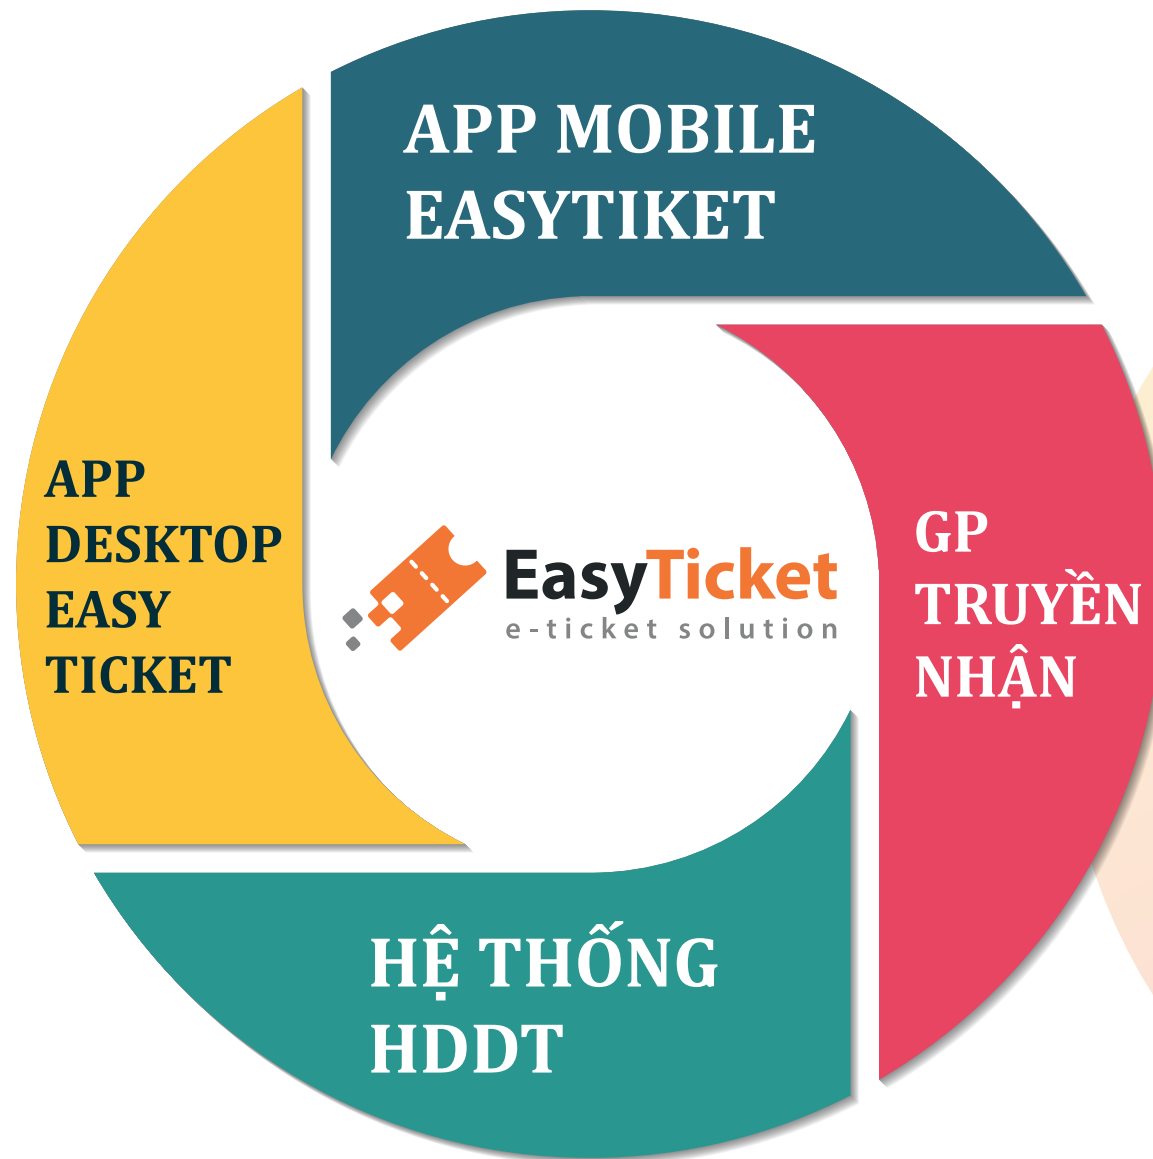 APP MOBILE
EASYTIKET
APP
DESKTOP
EASY
TICKET
EasyTicket
e-ticket solution
GP
TRUYỀN
NHẬN
HỆ THỐNG
HDDT